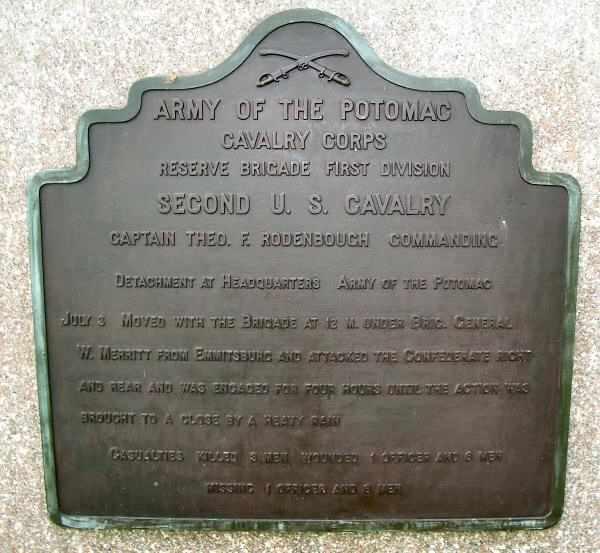 ARMY OF THE POTOMAC
CAVALRY CORPS
RESERVE BRIGADE FIRST DIVISION
SECOND U. S. CAVALRY
CAPTAIN THEO. F. RODENBOUGH COMMANDING
DETACHMENT AT HEADQUARTERS ARMY OF THE POTOMAC
JULY 3 MOVED WITH THE BRIGADE AT 12 M. UNDER BRIG. GENERAL
W. MERRITT FROM EMMITSBURG AND ATTACKED THE CONFEDERATE RIGHT
AND REAR AND WAS ENGAGED FOR FOUR HOURS UNTIL THE ACTION WAS
BROUGHT TO A CLOSE BY A HEAVY RAIN
CASUALTIES KILLED 3 MEN WOUNDED 1 OFFICER AND 6 MEN
MISSING 1 OFFICER AND 6 MEN